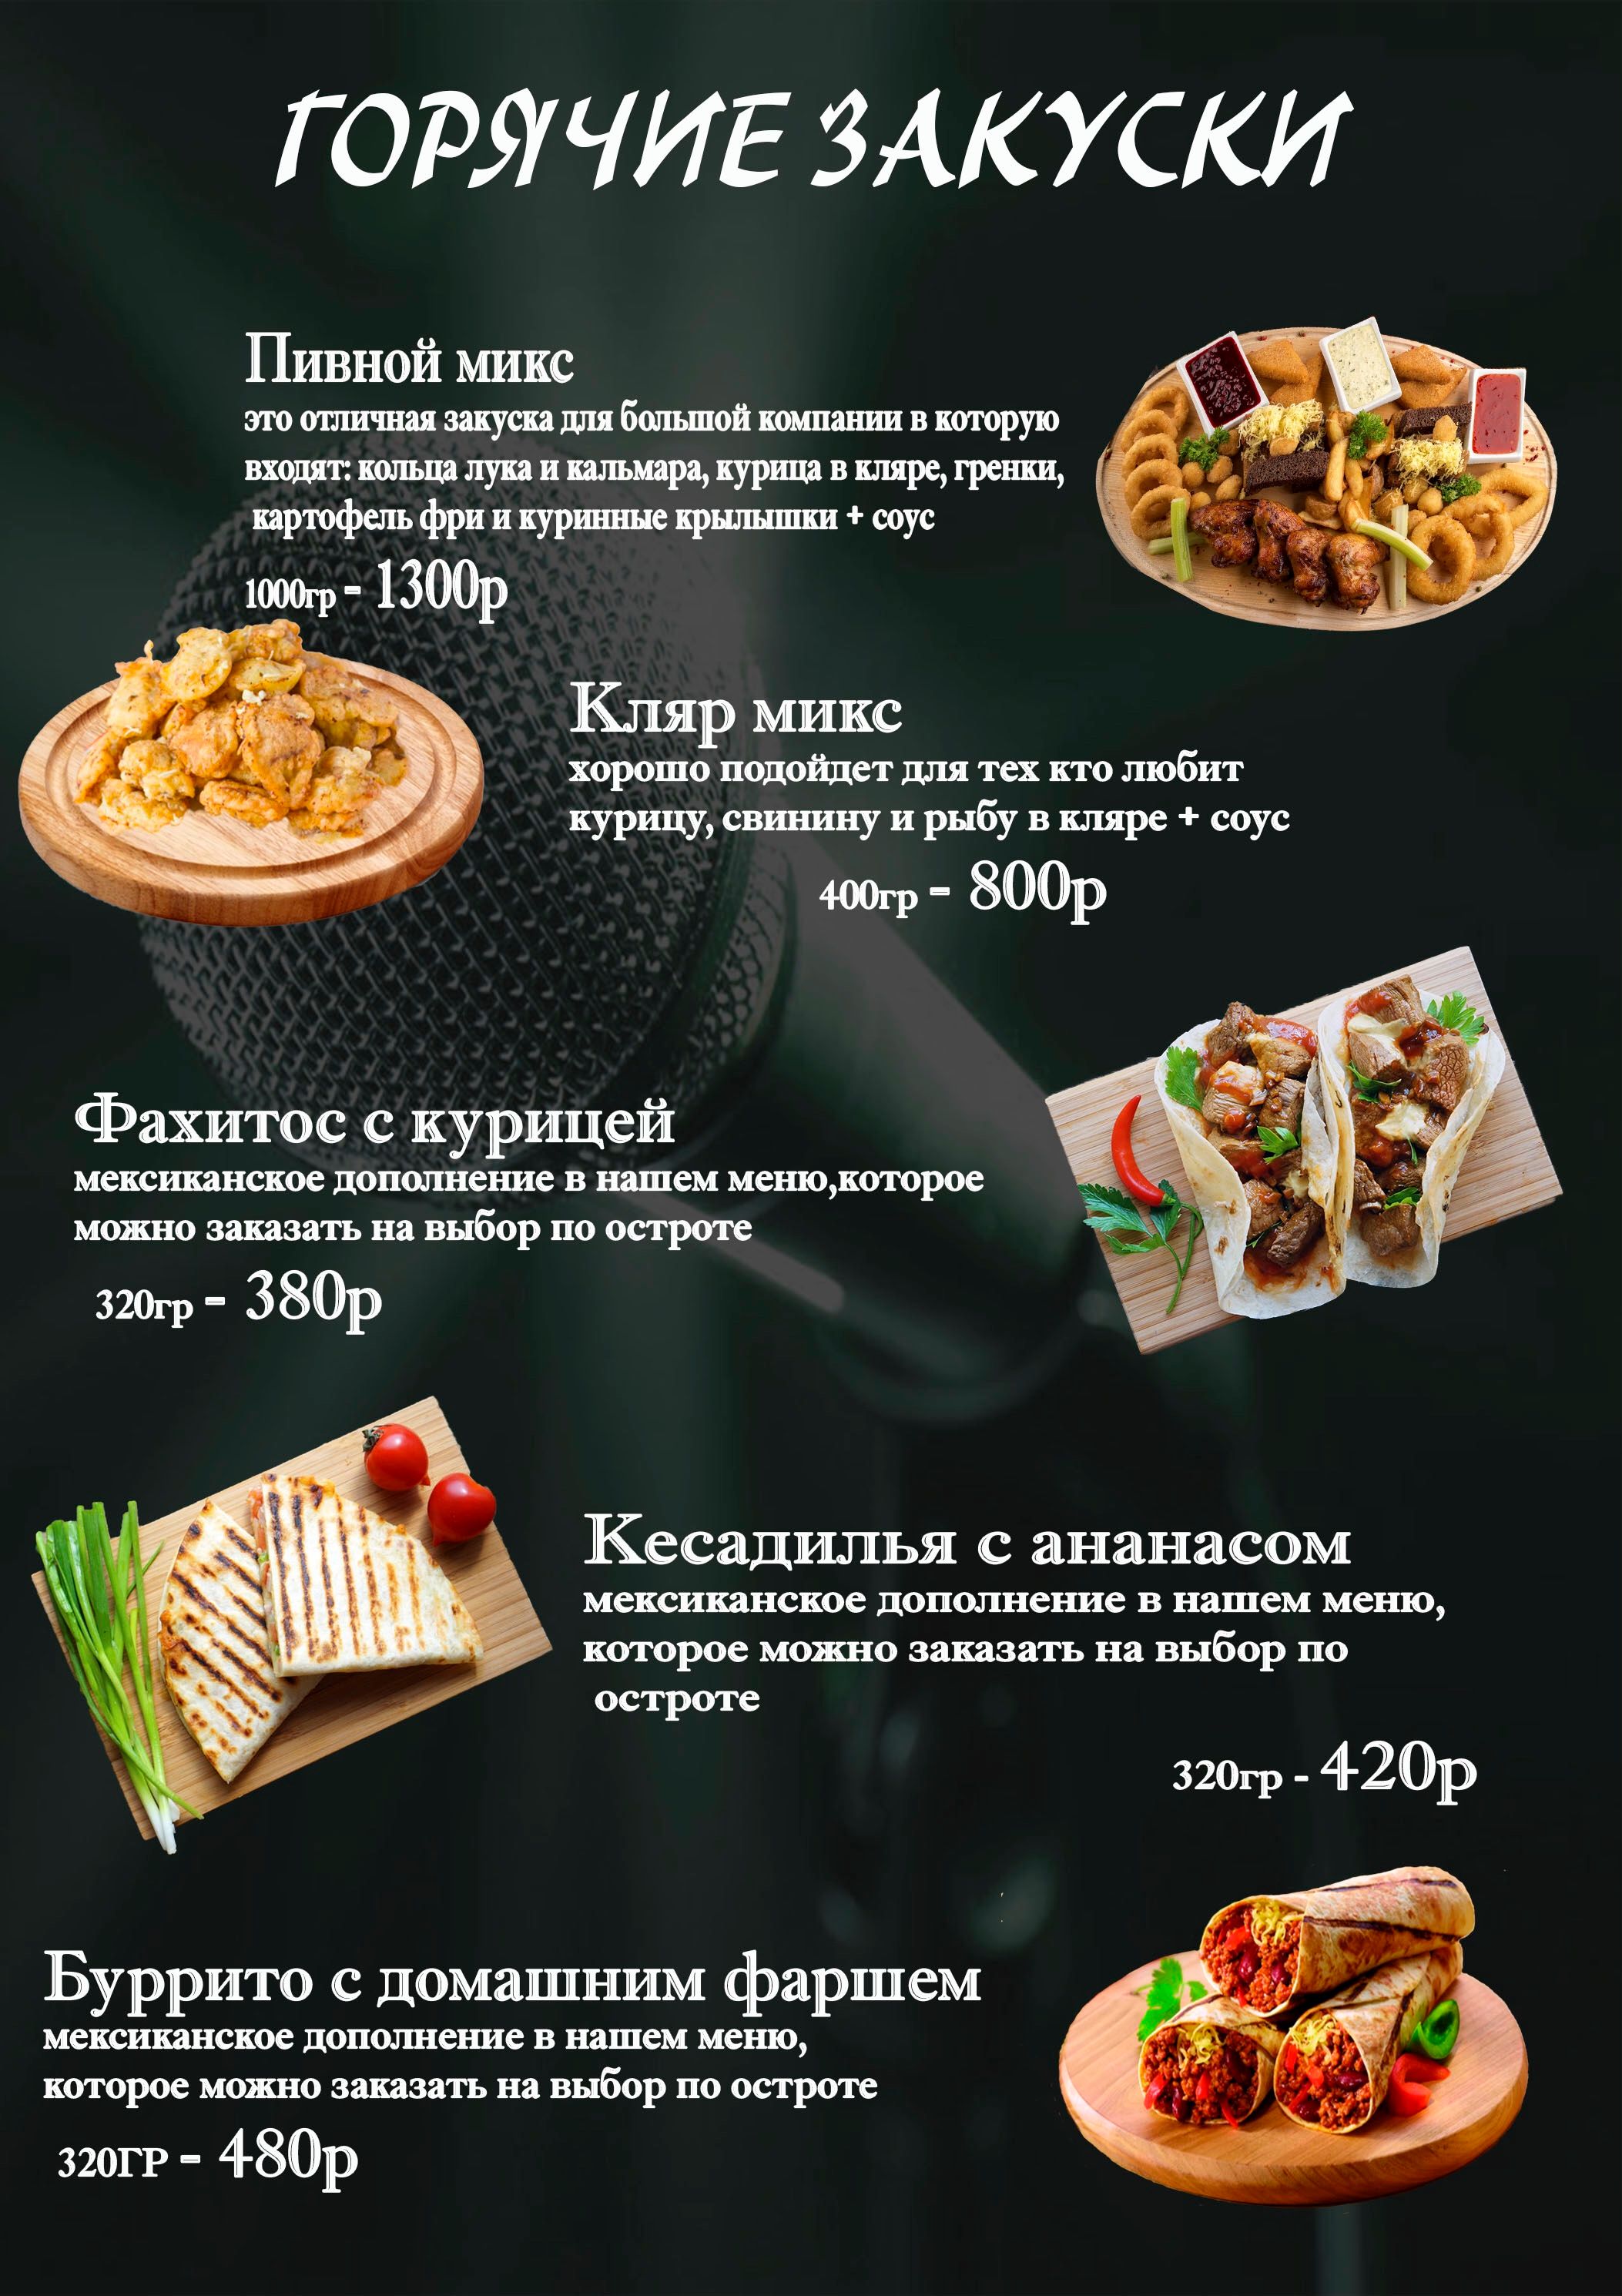 ГОРЯЧИЕ ЗАКУСКИ
Пивной микс
это отличная закуска для большой компании в которую
входят: кольца лука и кальмара, курица в кляре, гренки,
картофель фри и куринные крылышки + соус
1000гр - 1300р
Кляр микс
хорошо подойдет для тех кто любит
курицу, свинину и рыбу в кляре + соус
400гр - 800р
Фахитос с курицей
мексиканское дополнение в нашем меню,которое
можно заказать на выбор по остроте
320гр - 380р
Кесадилья с ананасом
мексиканское дополнение в нашем меню,
которое можно заказать на выбор по
остроте
320гр - 420р
Буррито с домашним фаршем
мексиканское дополнение в нашем меню,
которое можно заказать на выбор по остроте
320ГР - 480р